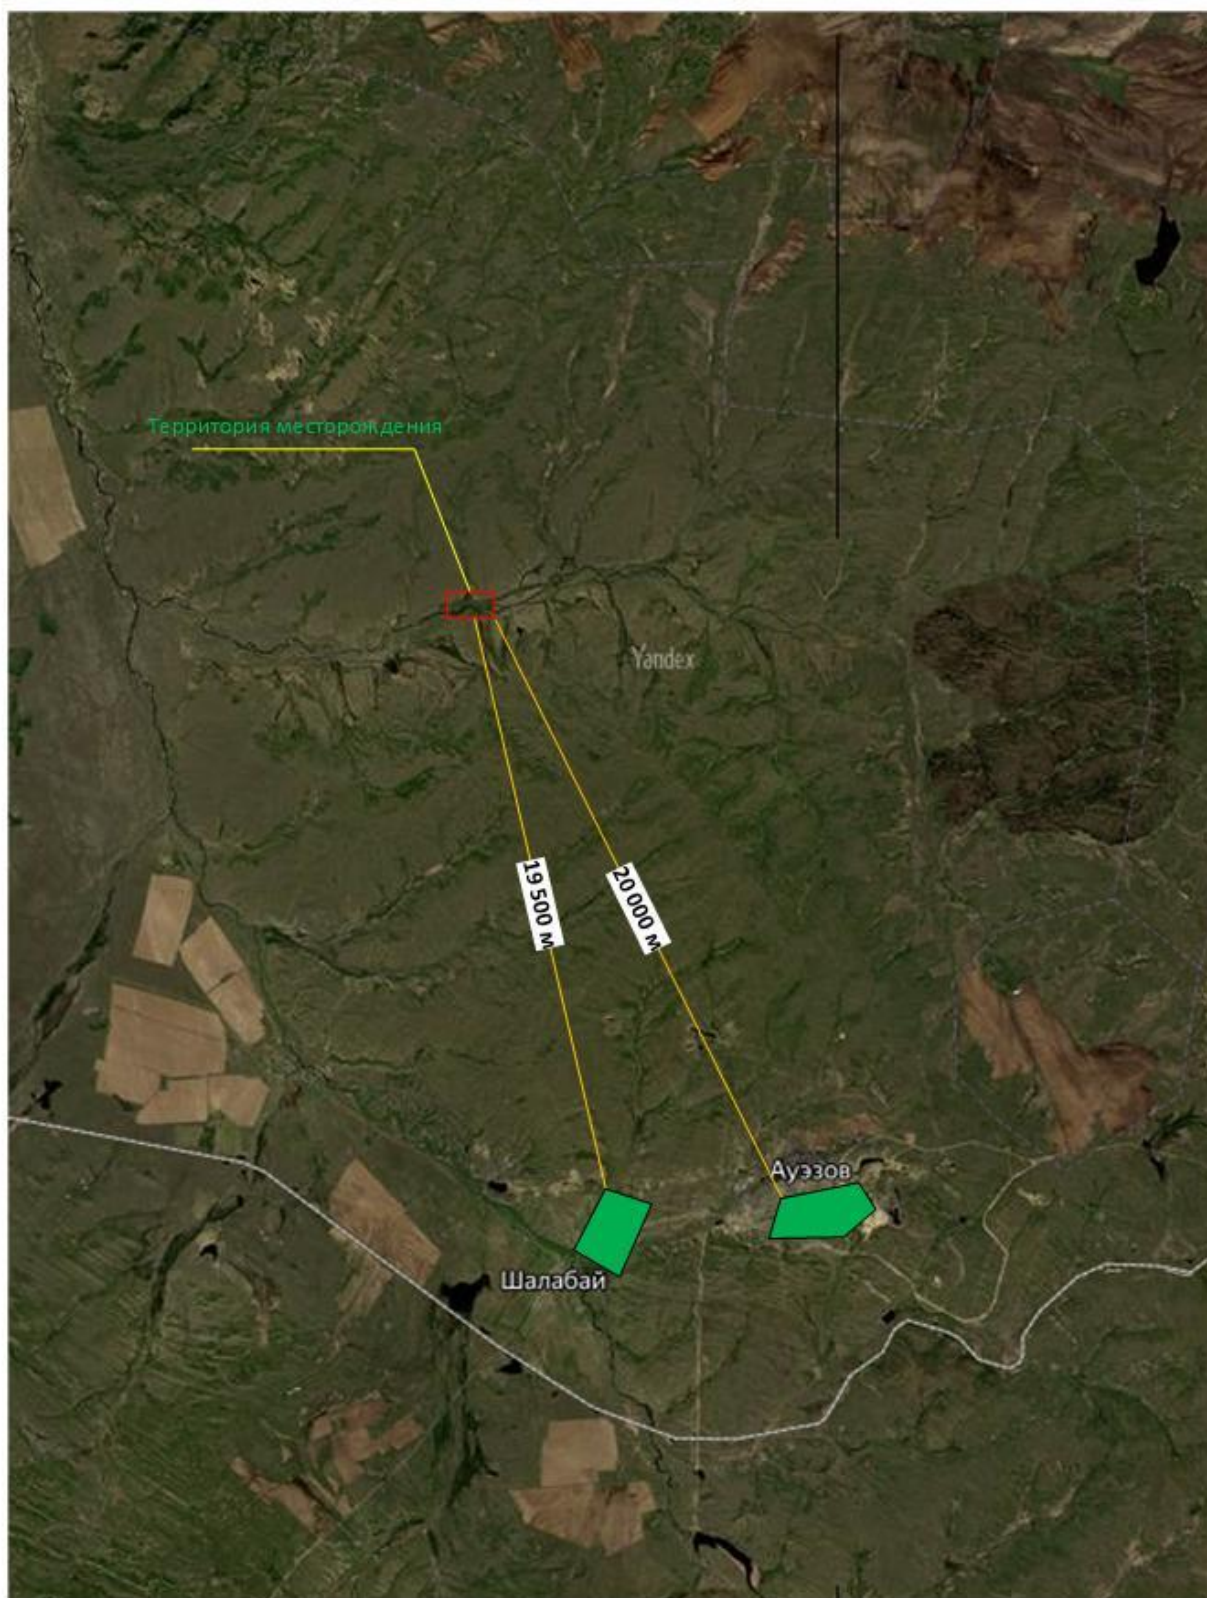 Территория месторождения
Yandex
19 500 м
20 000 м
Ауэзов
Шалабай